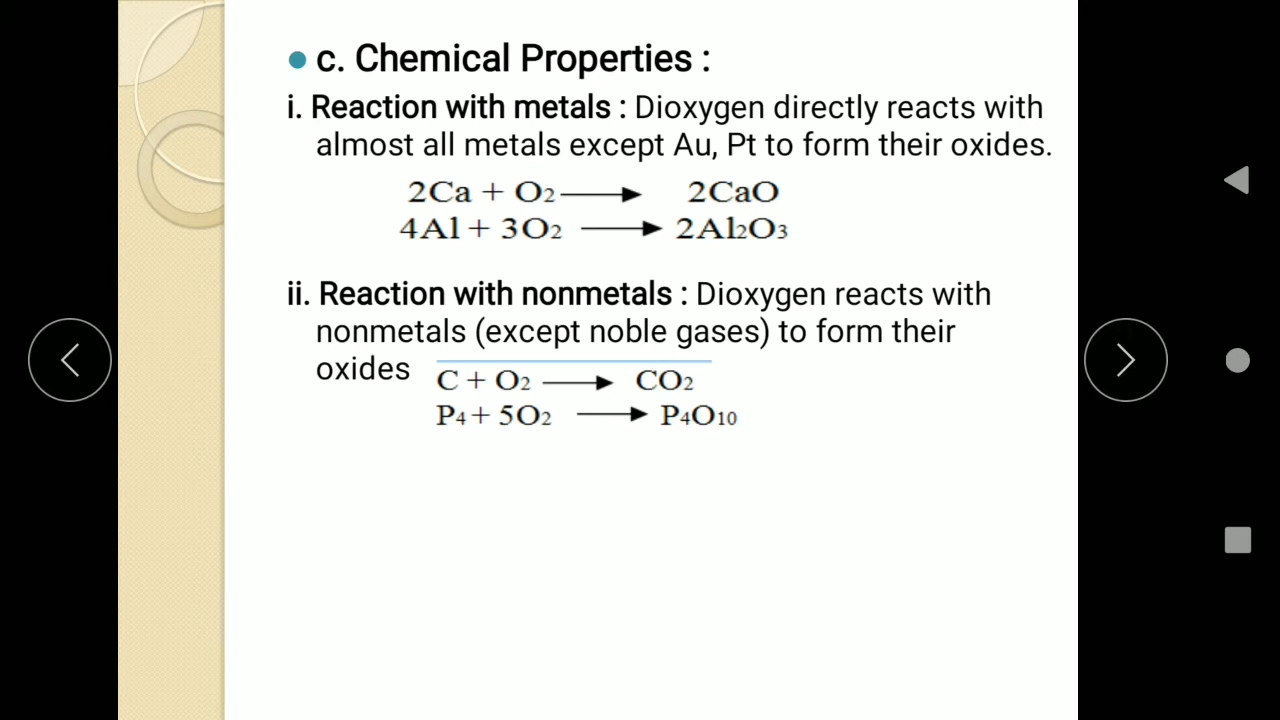 c. Chemical Properties :
i. Reaction with metals : Dioxygen directly reacts with
almost all metals except Au, Pt to form their oxides.
2Ca + O2 → 2CaO
4Al + 3O2 → 2Al2O3
ii. Reaction with nonmetals : Dioxygen reacts with
nonmetals (except noble gases) to form their
oxides
C + O2 → CO2
P4 + 5O2 → P4O10